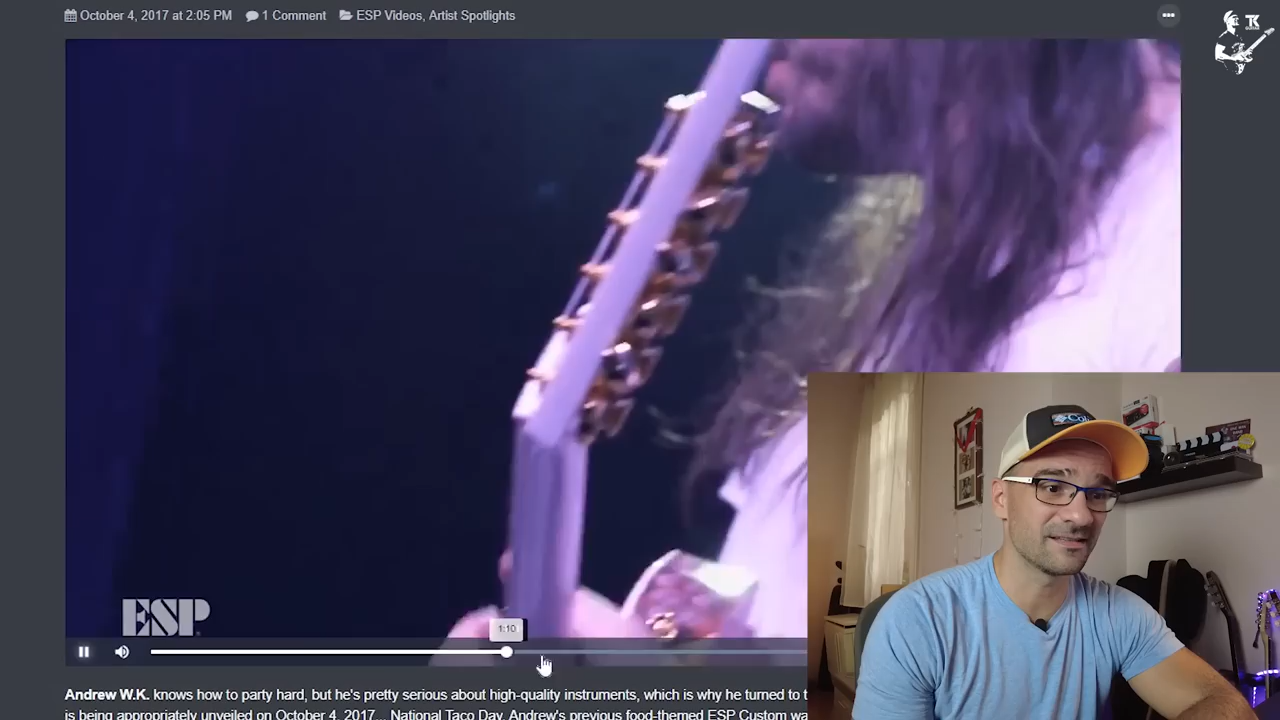 October 4, 2017 at 2:05 PM 1 Comment ESP Videos, Artist Spotlights
TK
ESP
1:10
Andrew W.K. knows how to party hard, but he's pretty serious about high-quality instruments, which is why he turned to
is being appropriately unveiled on October 4, 2017... National Taco Day. Andrew's previous food-themed ESP Custom